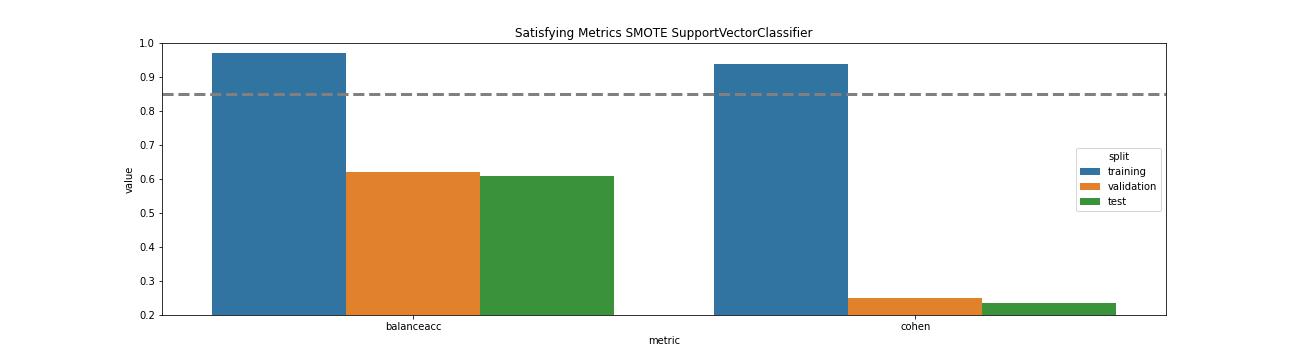 Satisfying Metrics SMOTE SupportVectorClassifier
1.0
0.9
0.8
0.7
0.6
0.5
0.4
0.3
0.2
value
split
training
validation
test
balanceacc
cohen
metric